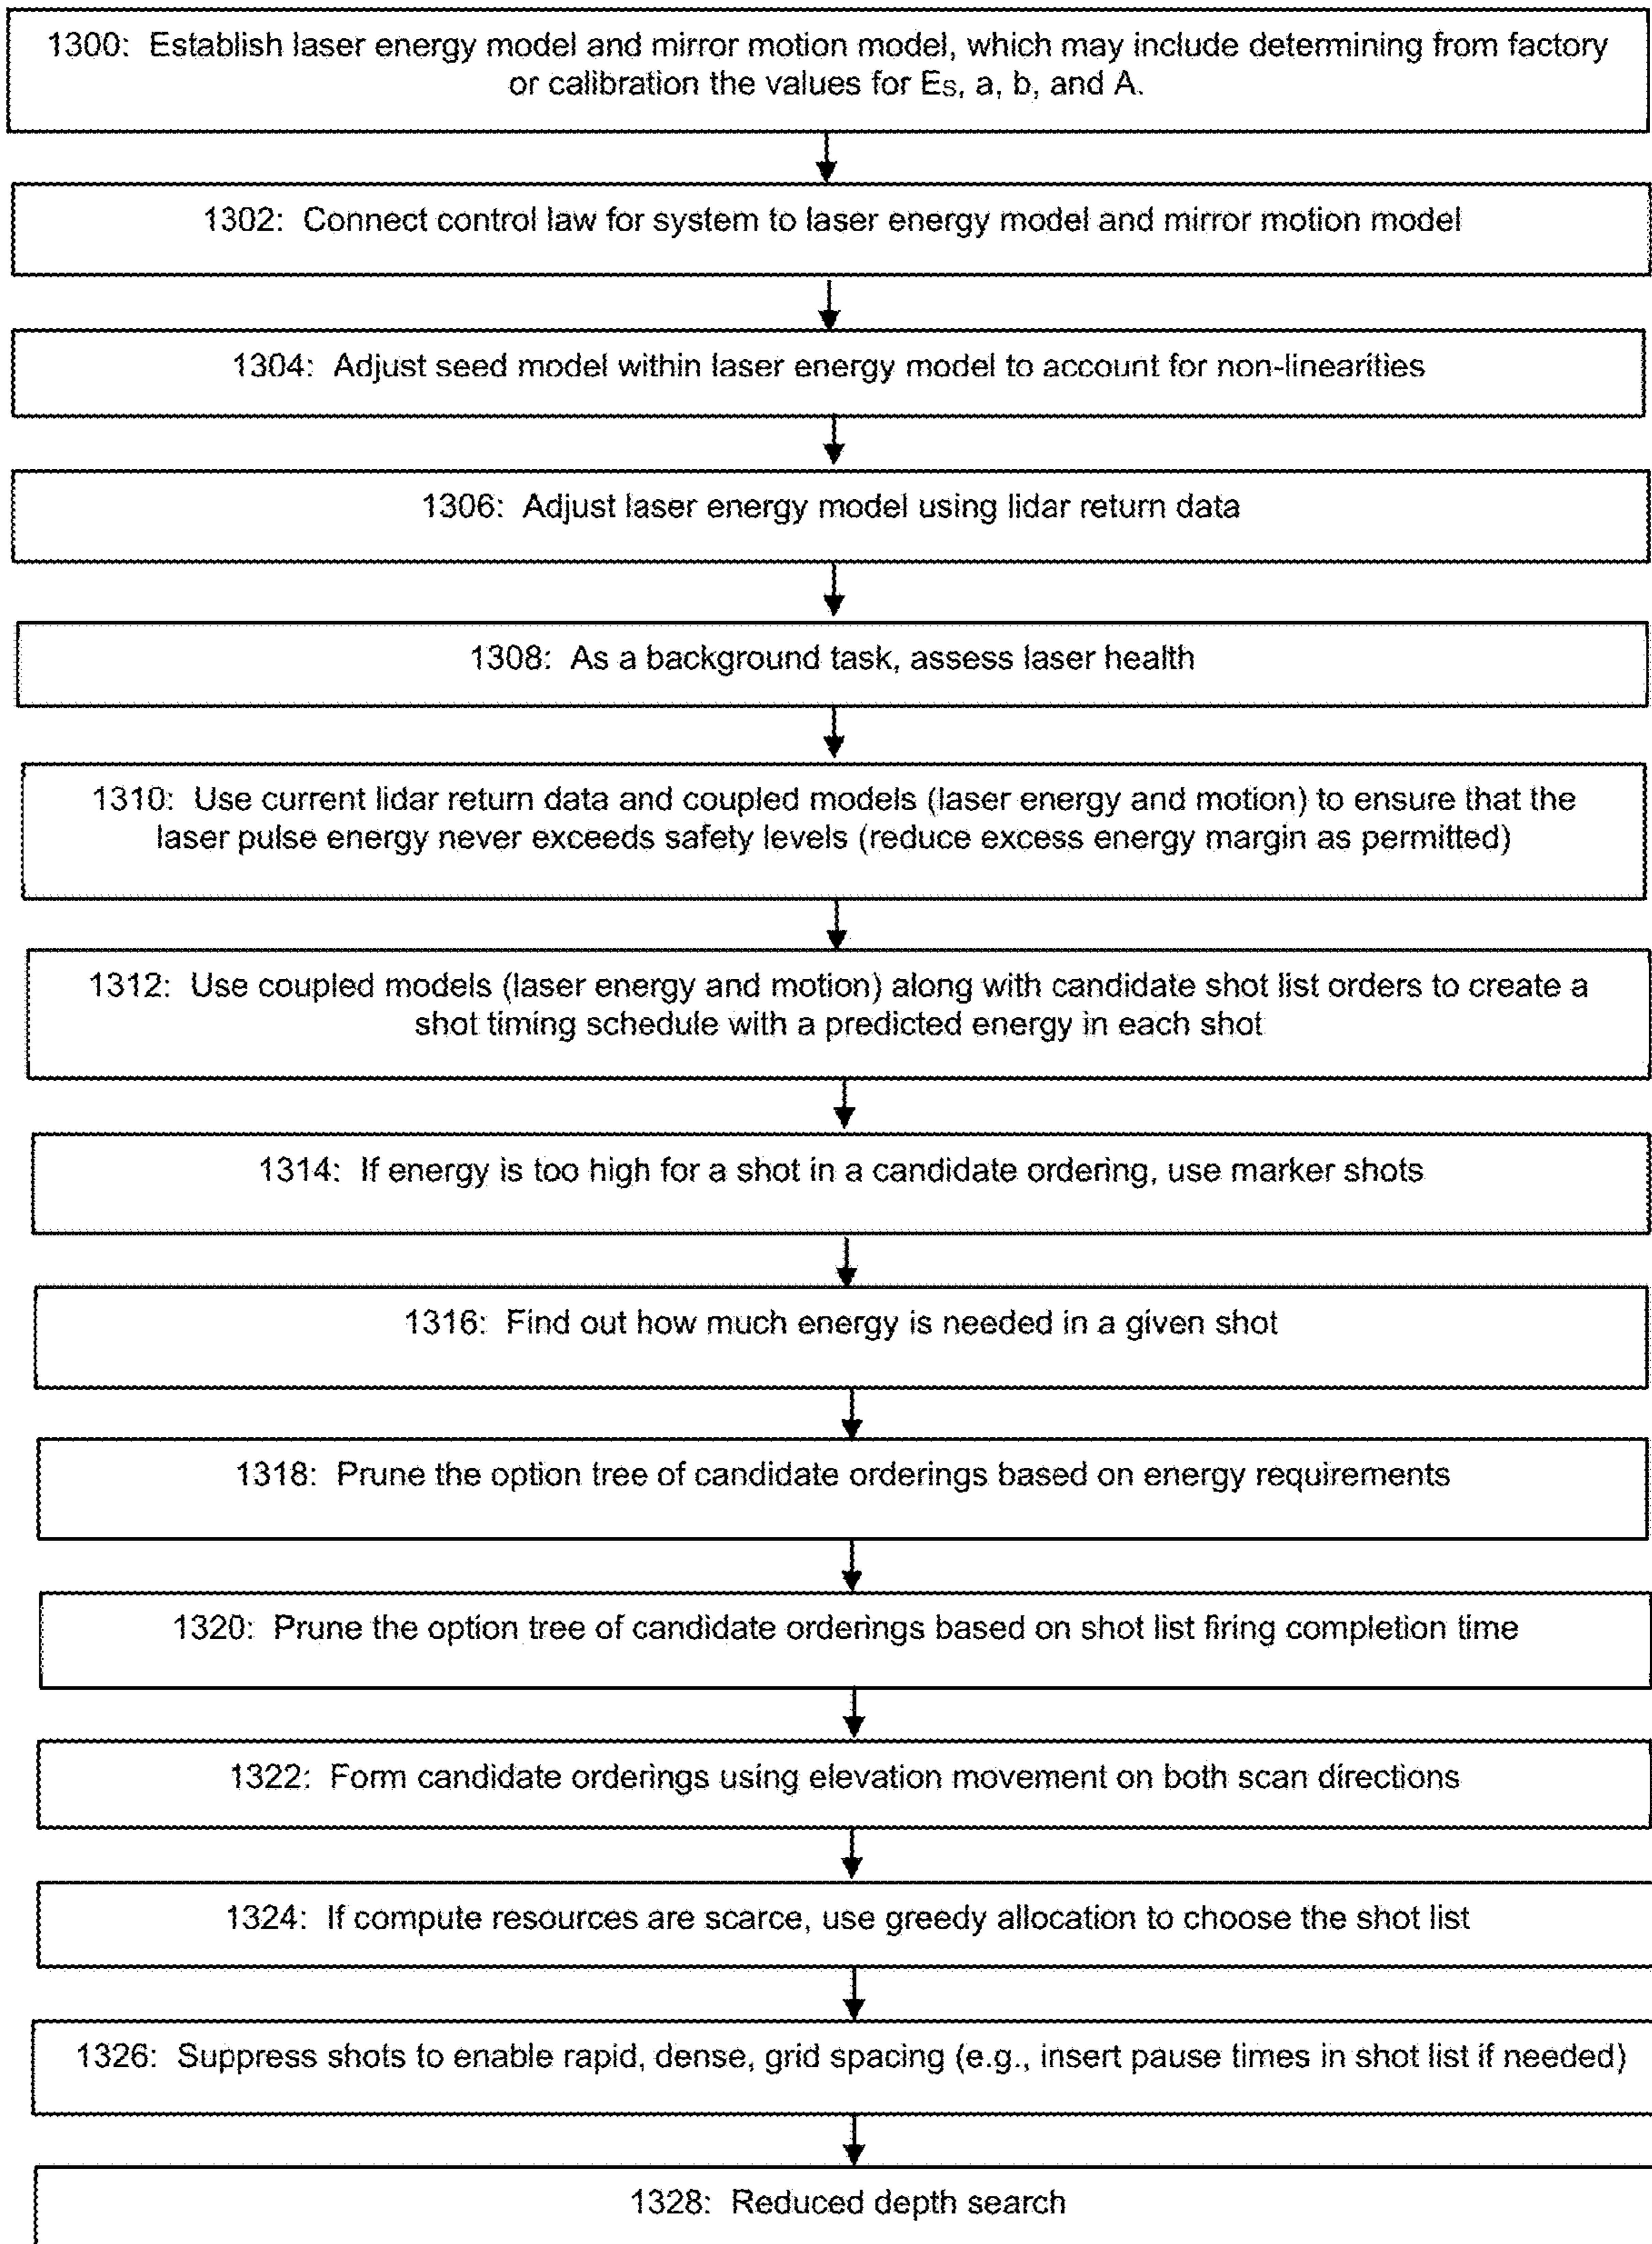 1300: Establish laser energy model and mirror motion model, which may include determining from factory
or calibration the values for Es, a, b, and A.
1302: Connect control law for system to laser energy model and mirror motion model
1304: Adjust seed model within laser energy model to account for non-linearities
1306: Adjust laser energy model using lidar return data
1308: As a background task, assess laser health
1310: Use current lidar return data and coupled models (laser energy and motion) to ensure that the
laser pulse energy never exceeds safety levels (reduce excess energy margin as permitted)
1312: Use coupled models (laser energy and motion) along with candidate shot list orders to create a
shot timing schedule with a predicted energy in each shot
1314: If energy is too high for a shot in a candidate ordering, use marker shots
1316: Find out how much energy is needed in a given shot
1318: Prune the option tree of candidate orderings based on energy requirements
1320: Prune the option tree of candidate orderings based on shot list firing completion time
1322: Form candidate orderings using elevation movement on both scan directions
1324: If compute resources are scarce, use greedy allocation to choose the shot list
1326: Suppress shots to enable rapid, dense, grid spacing (e.g., insert pause times in shot list if needed)
1328: Reduced depth search